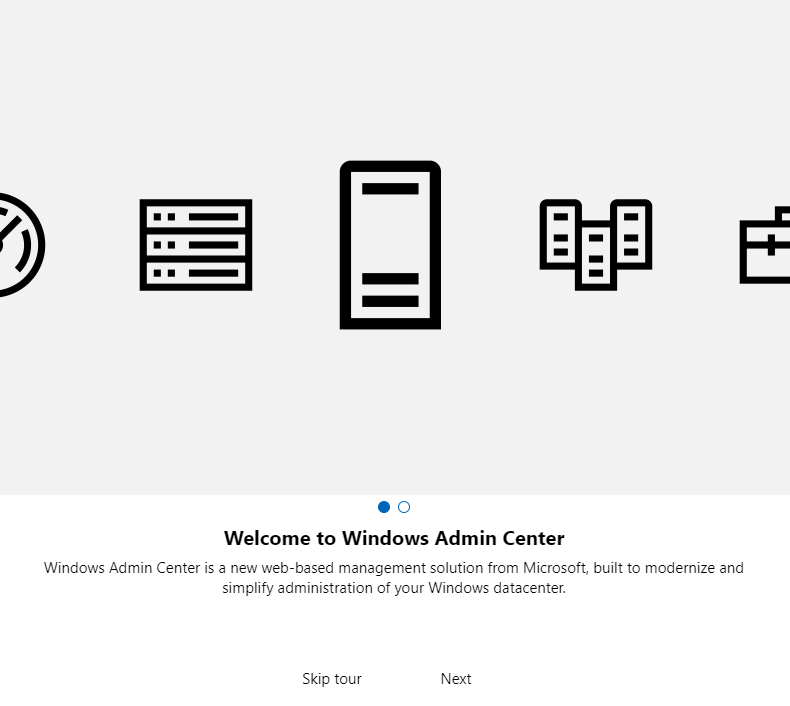 Welcome to Windows Admin Center
Windows Admin Center is a new web-based management solution from Microsoft, built to modernize and
simplify administration of your Windows datacenter.
Skip tour
Next